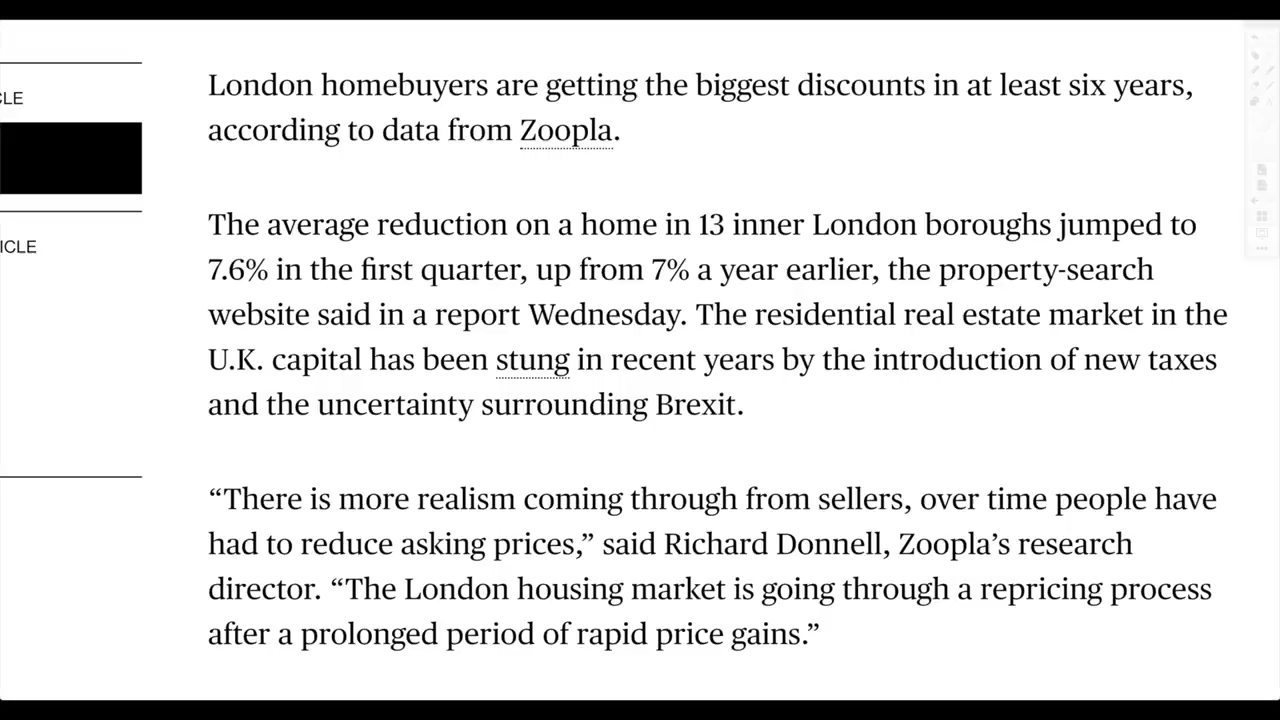 London homebuyers are getting the biggest discounts in at least six years,
CLE
according to data from Zoopla.
The average reduction on a home in 13 inner London boroughs jumped to
ICLE
7.6% in the first quarter, up from 7% a year earlier, the property-search
website said in a report Wednesday. The residential real estate market in the
U.K. capital has been stung in recent years by the introduction of new taxes
and the uncertainty surrounding Brexit.
“There is more realism coming through from sellers, over time people have
had to reduce asking prices,” said Richard Donnell, Zoopla’s research
director. “The London housing market is going through a repricing process
after a prolonged period of rapid price gains.”